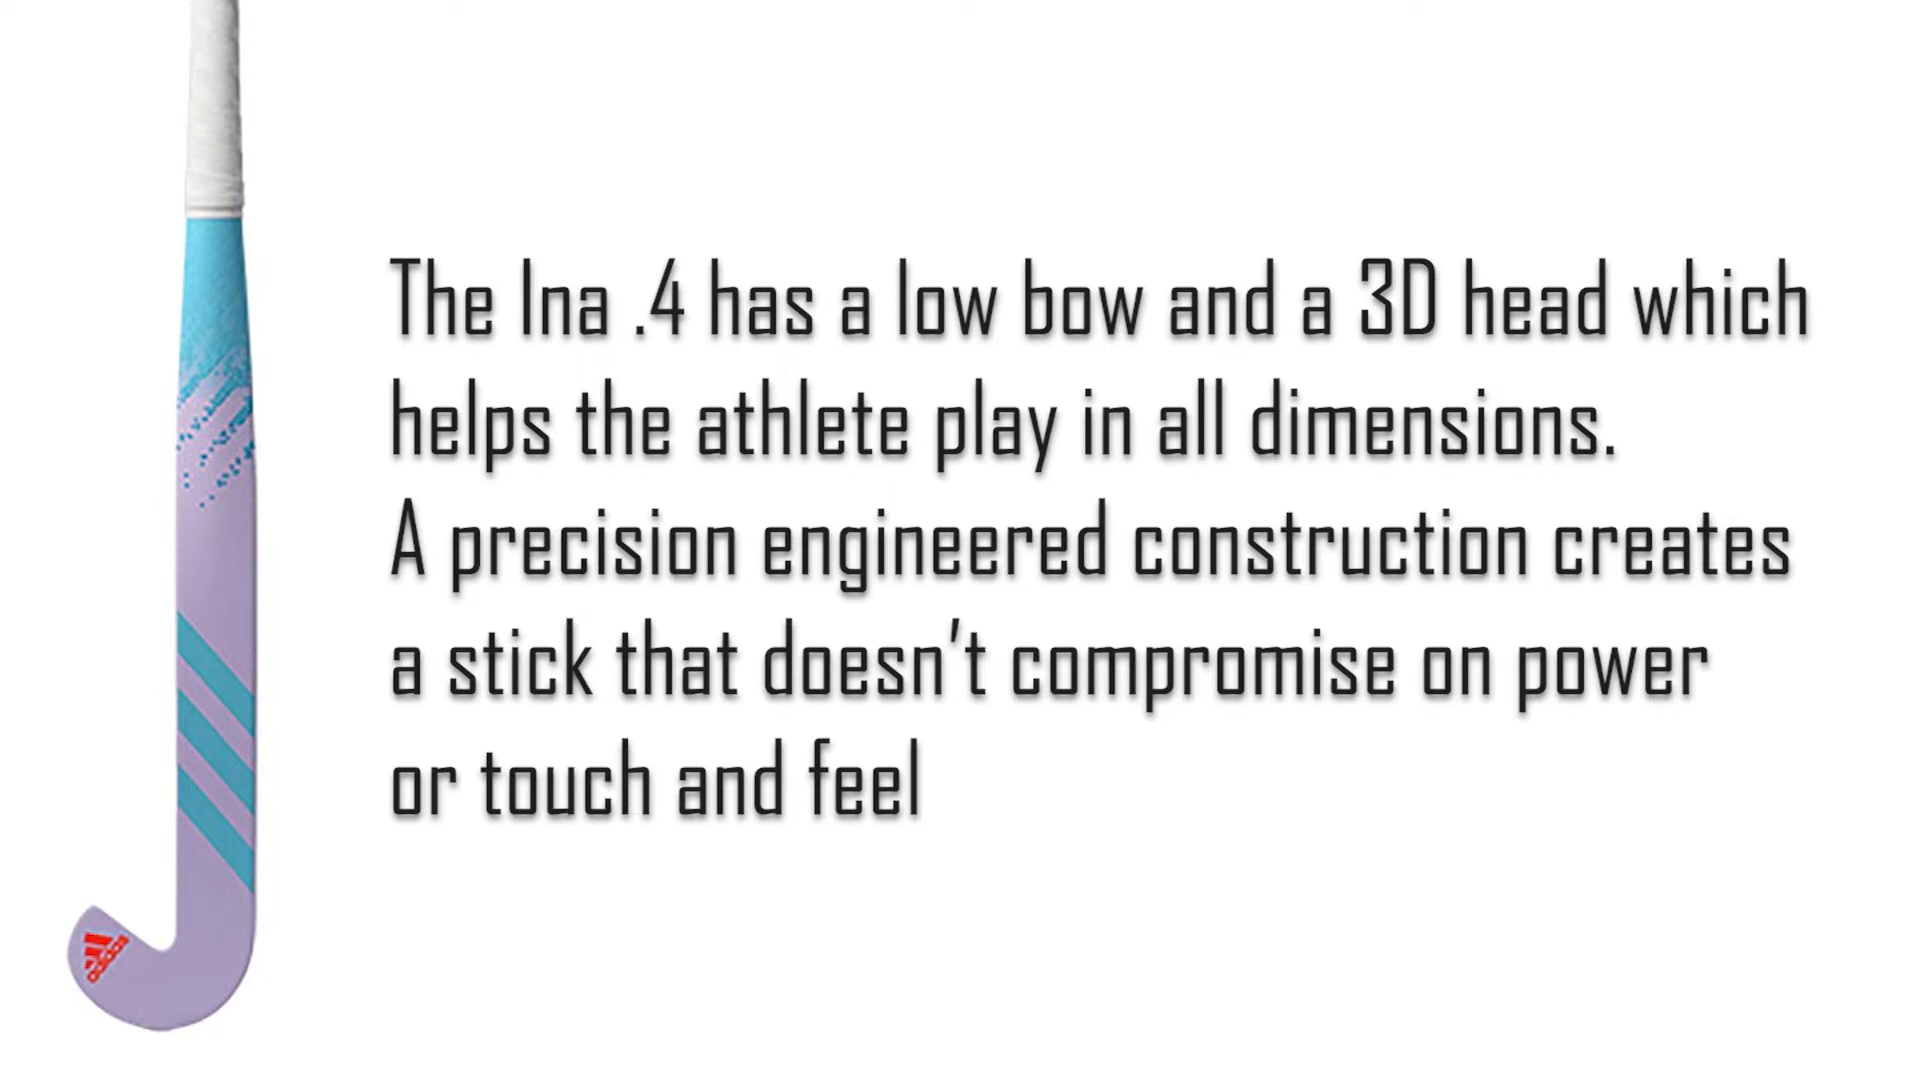 The Ina .4 has a low bow and a 3D head which
helps the athlete play in all dimensions.
A precision engineered construction creates
a stick that doesn't compromise on power
or touch and feel
adidas